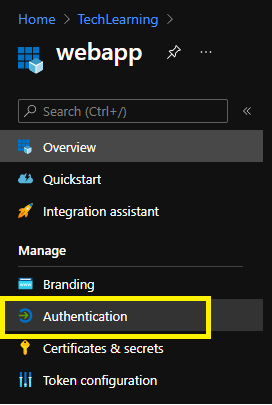 Home > TechLearning >
webapp
Search (Ctrl+/)
Overview
Quickstart
Integration assistant
Manage
Branding
Authentication
Certificates & secrets
Token configuration